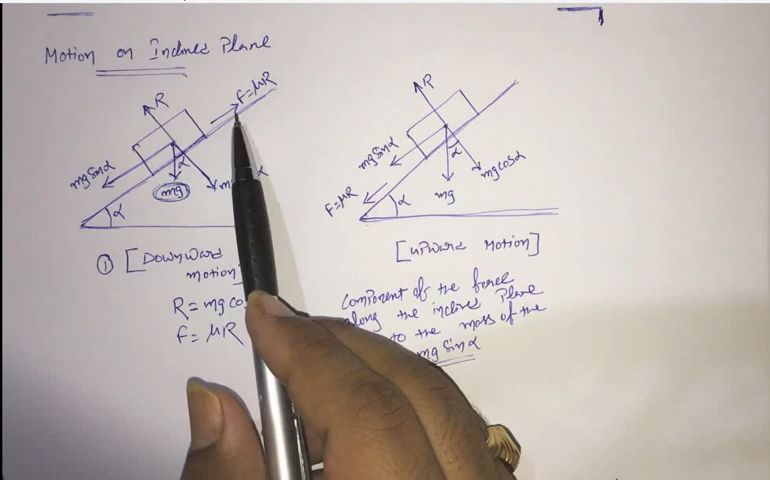 Motion on Inclined Plane
R
F=μR
mg sinα
α
mg
α
① [Downward
motion]
R = mg co
F = μR
R
mg sinα
α
mg cosα
F=μR
mg
α
[upward Motion]
Component of the force
along the inclined Plane
to the mass of the
mg sinα